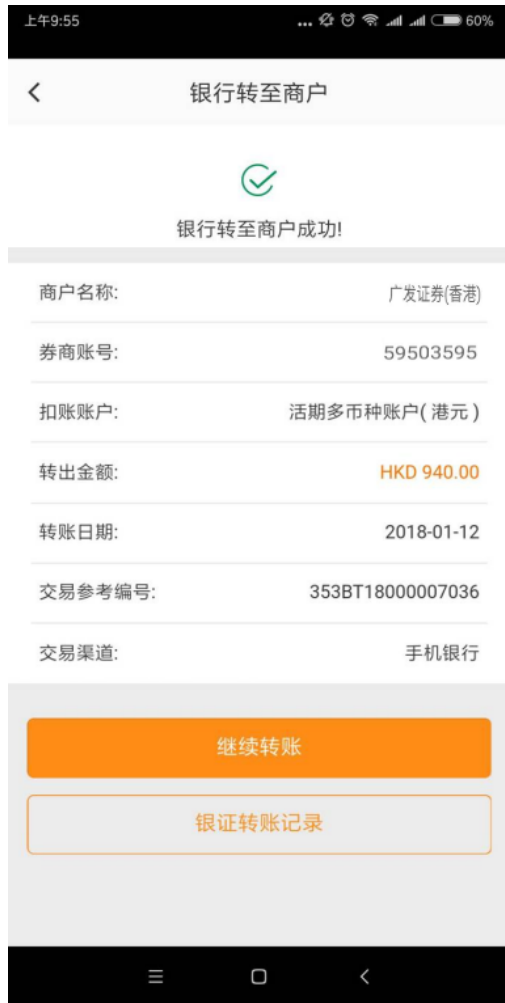 上午9:55 ... 60%
银行转至商户
银行转至商户成功!
商户名称: 广发证券(香港)
券商账号: 59503595
扣账账户: 活期多币种账户( 港元 )
转出金额: HKD 940.00
转账日期: 2018-01-12
交易参考编号: 353BT18000007036
交易渠道: 手机银行
继续转账
银证转账记录